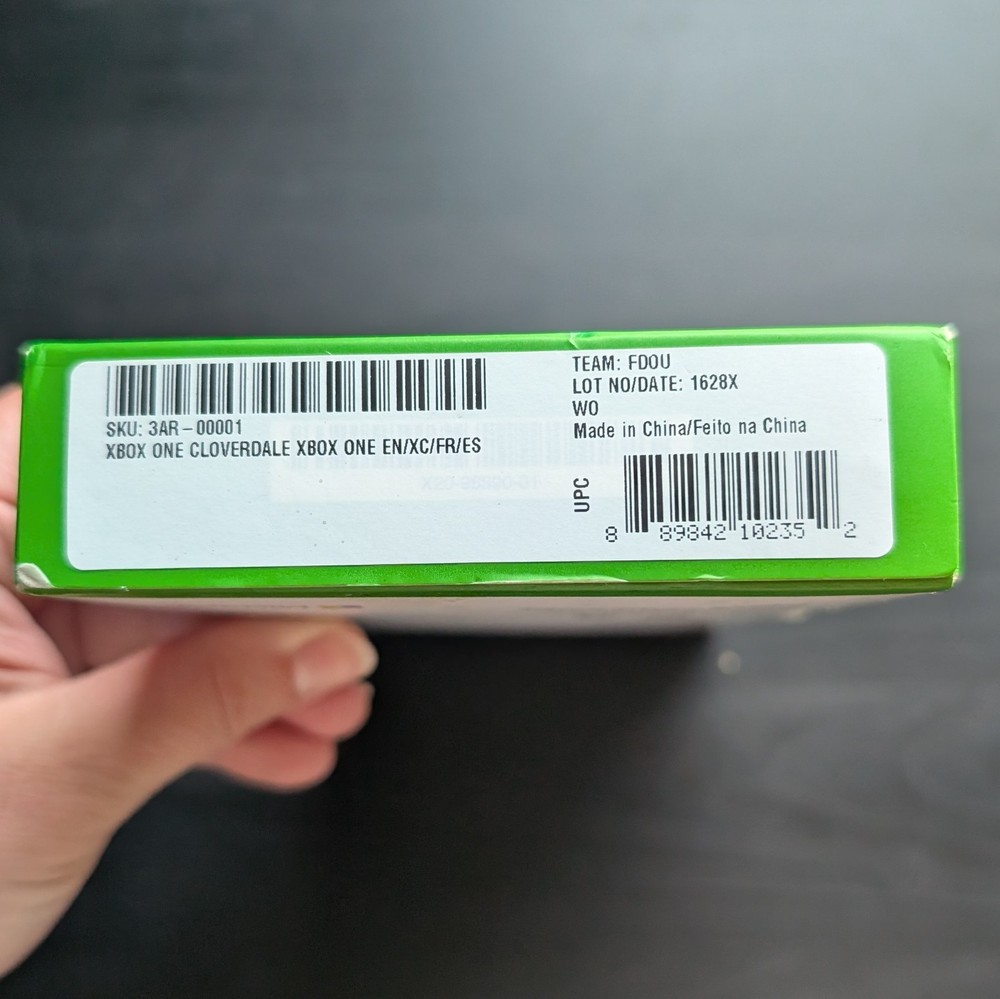 SKU: 3AR-00001
XBOX ONE CLOVERDALE XBOX ONE EN/XC/FR/ES
TEAM: FDOU
LOT NO/DATE: 1628X
WO
Made in China/Feito na China
UPC
8 89842 10235 2